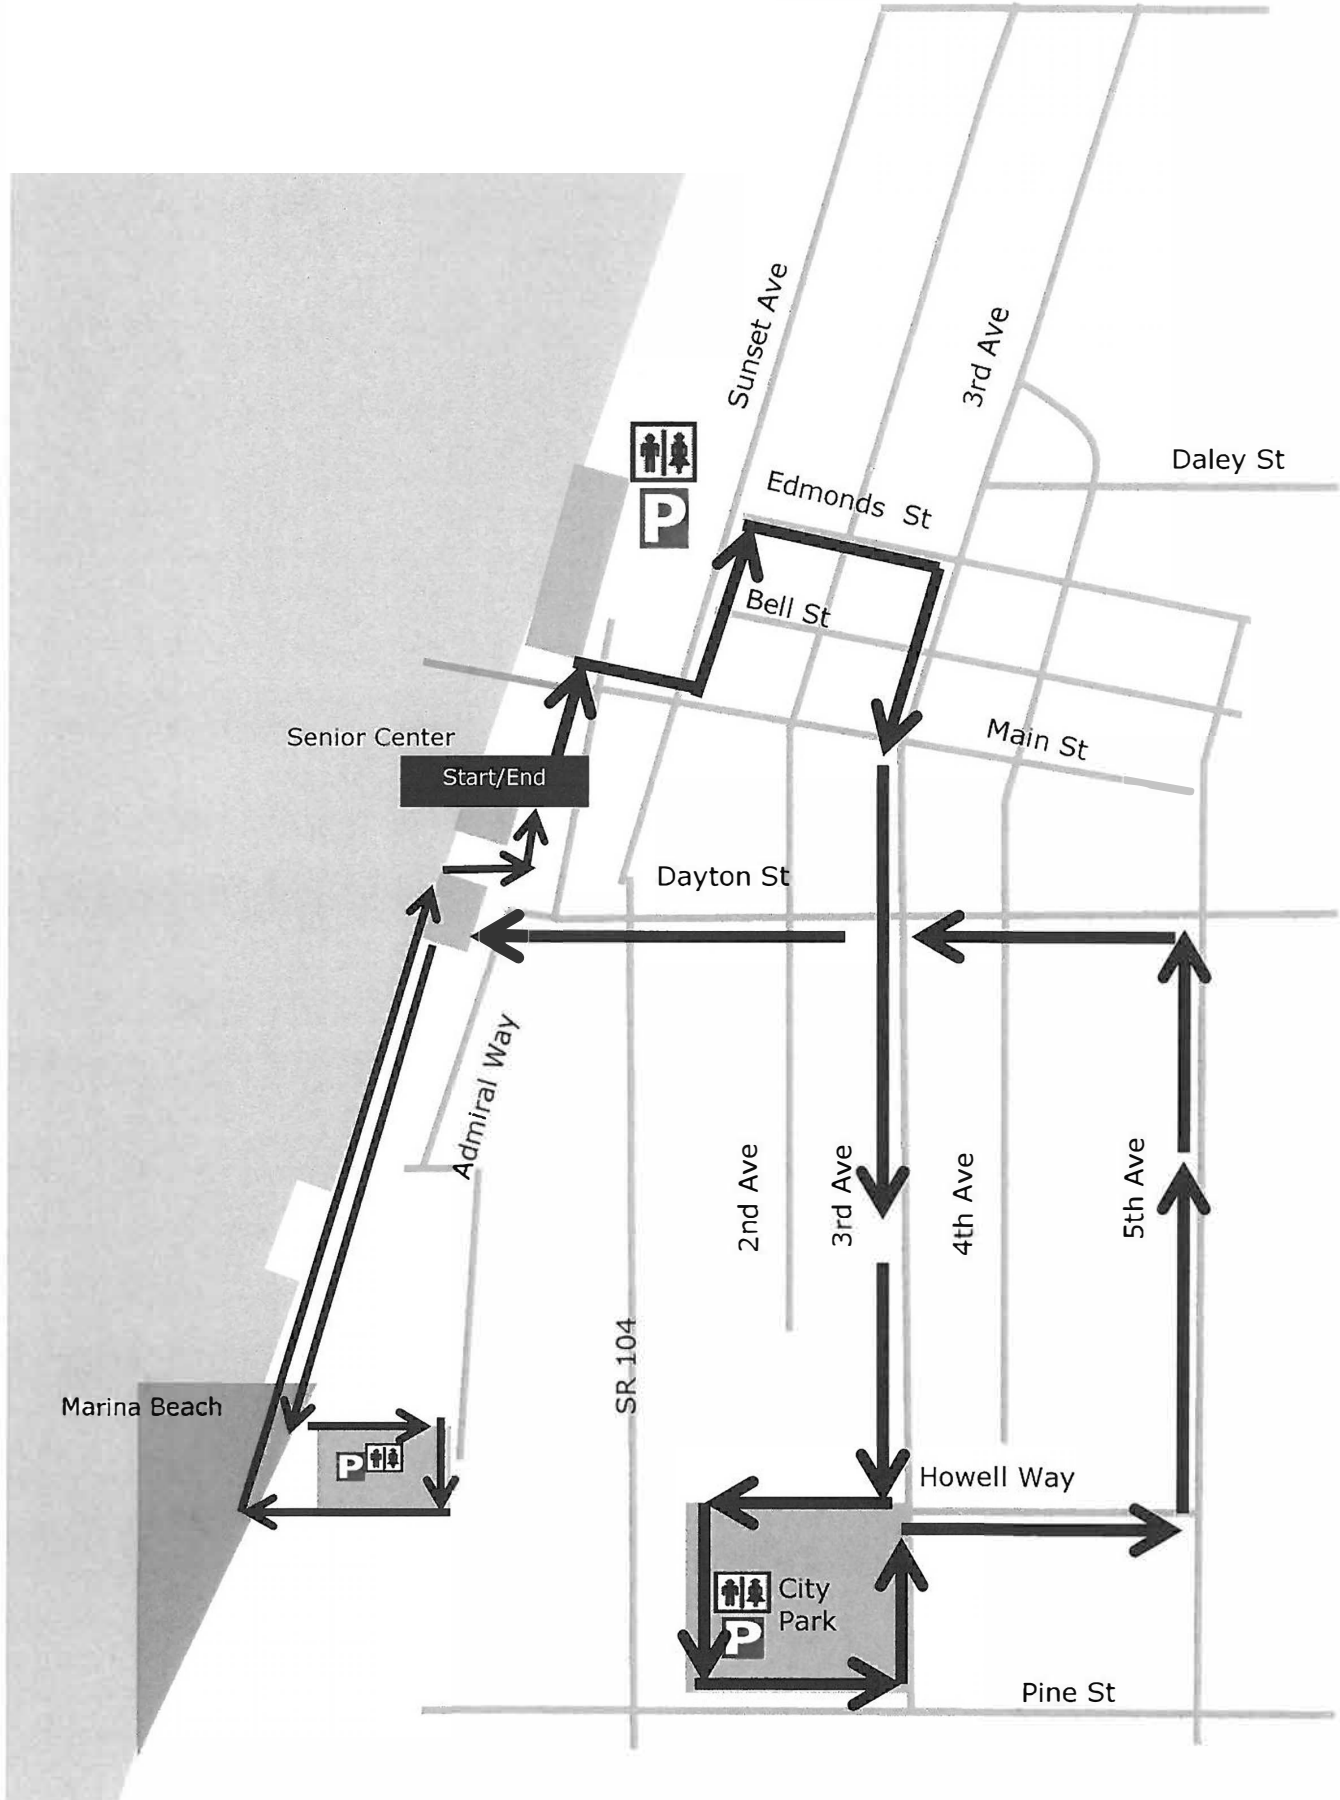 Sunset Ave
3rd Ave
Daley St
P
Edmonds St
Bell St
Main St
Senior Center
Start/End
Dayton St
Admiral Way
2nd Ave
3rd Ave
4th Ave
5th Ave
SR 104
Marina Beach
P
Howell Way
City
Park
P
Pine St